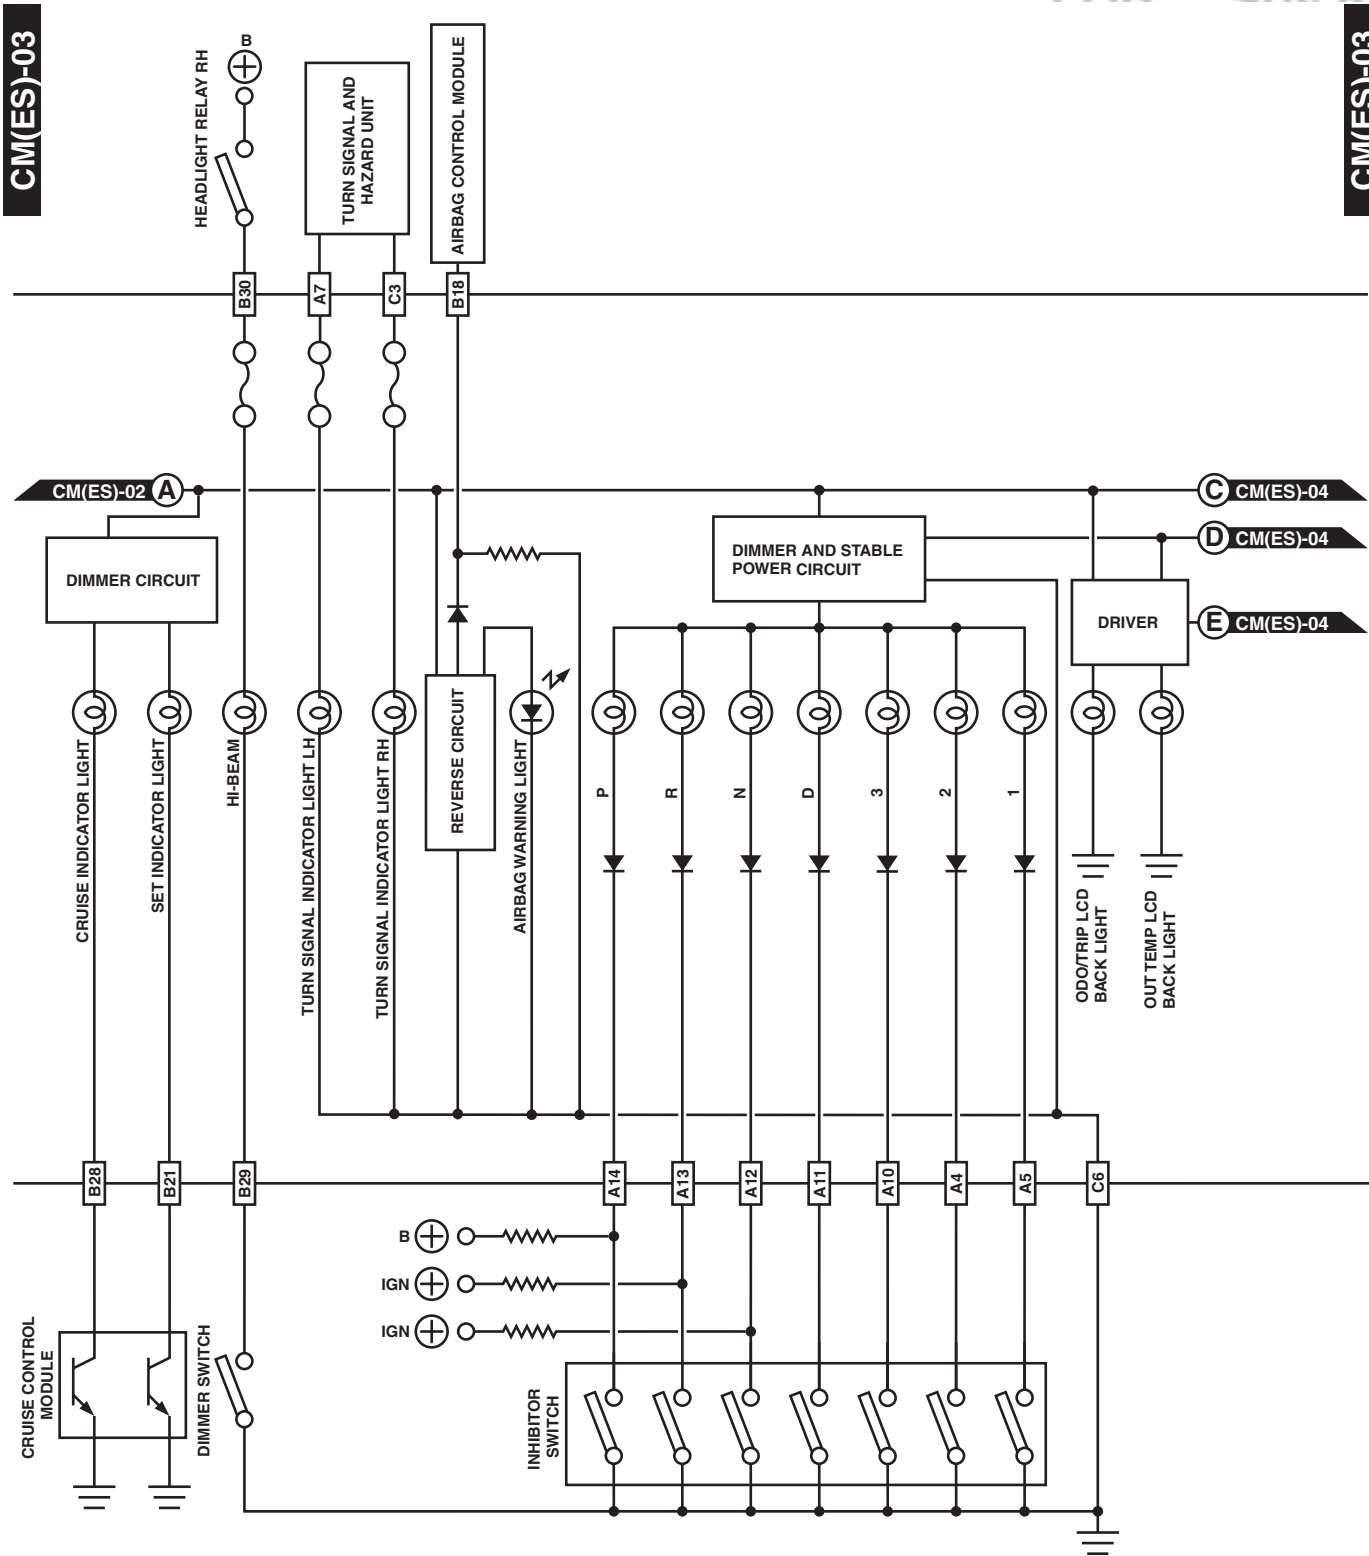 CM(ES)-03
CM(ES)-03
HEADLIGHT RELAY RH
B
TURN SIGNAL AND
HAZARD UNIT
AIRBAG CONTROL MODULE
B30
A7
C3
B18
CM(ES)-02
A
C
CM(ES)-04
D
CM(ES)-04
E
CM(ES)-04
DIMMER CIRCUIT
DIMMER AND STABLE
POWER CIRCUIT
DRIVER
CRUISE INDICATOR LIGHT
SET INDICATOR LIGHT
HI-BEAM
TURN SIGNAL INDICATOR LIGHT LH
TURN SIGNAL INDICATOR LIGHT RH
REVERSE CIRCUIT
AIRBAG WARNING LIGHT
P
R
N
D
3
2
1
ODO/TRIP LCD
BACK LIGHT
OUT TEMP LCD
BACK LIGHT
B28
B21
B29
A14
A13
A12
A11
A10
A4
A5
C6
B
IGN
IGN
CRUISE CONTROL
MODULE
DIMMER SWITCH
INHIBITOR
SWITCH